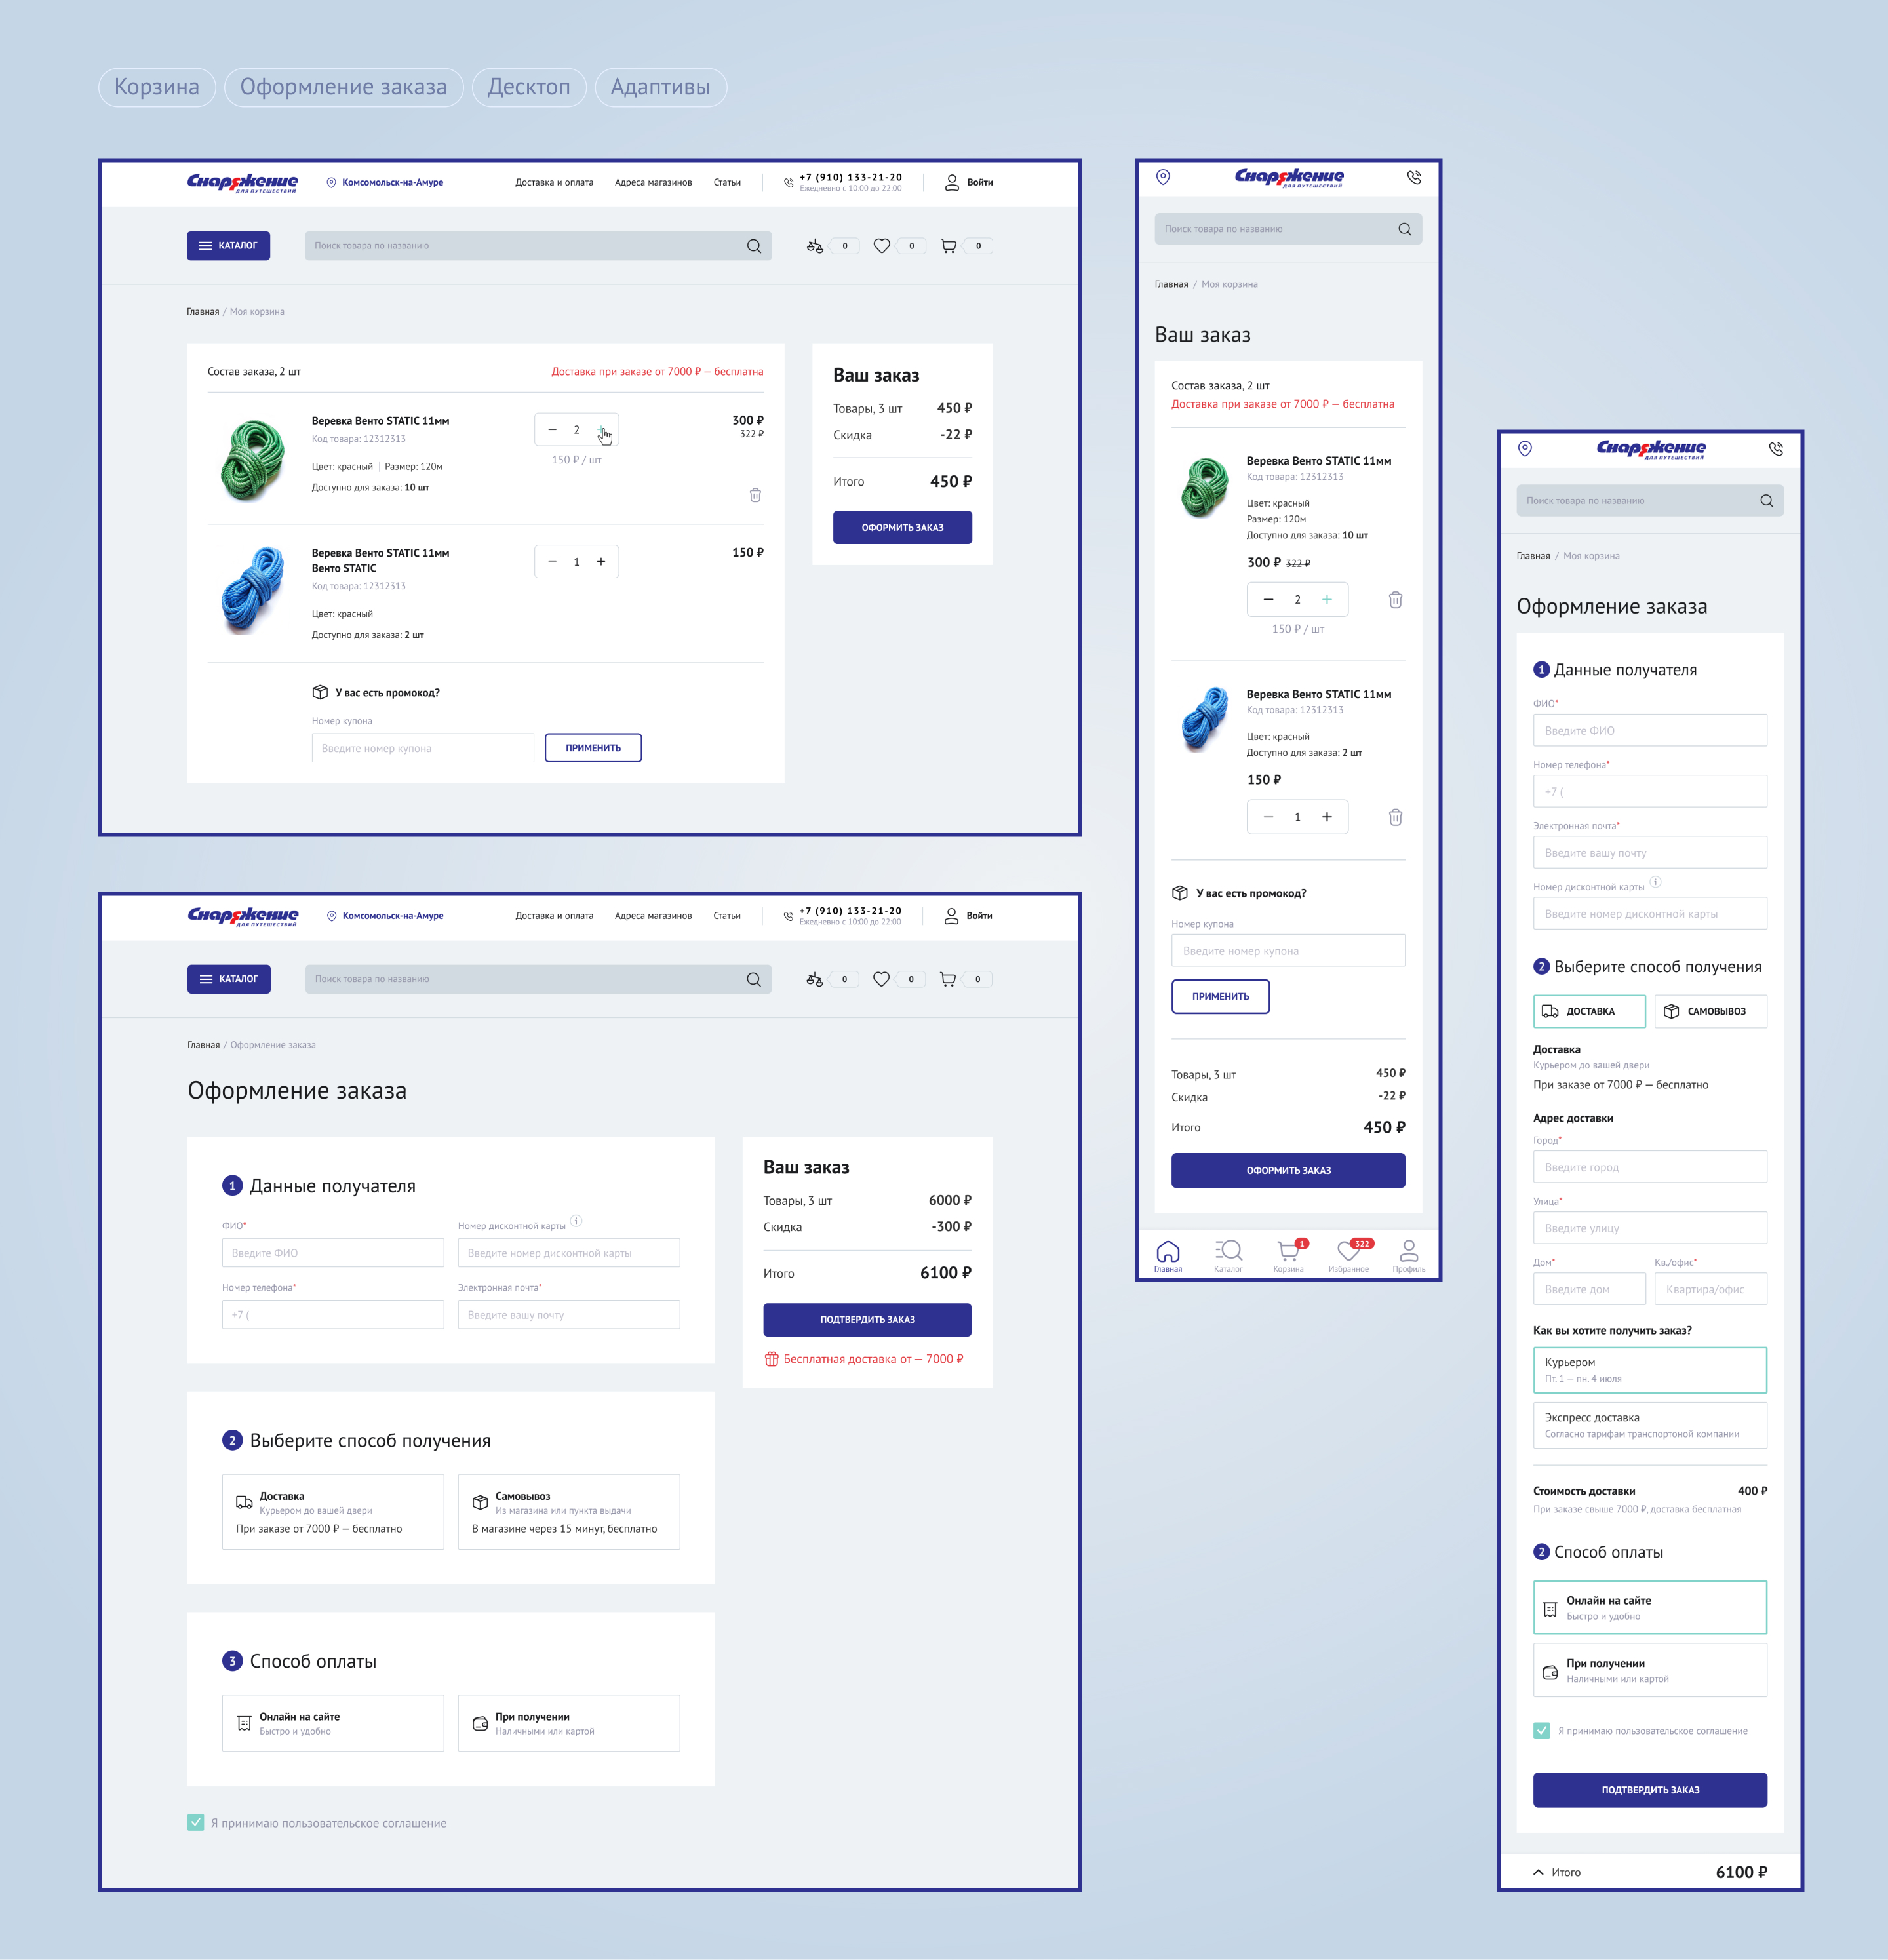 Корзина
Оформление заказа
Десктоп
Адаптивы
Снаряжение
ДЛЯ ПУТЕШЕСТВИЙ
Комсомольск-на-Амуре
Доставка и оплата
Адреса магазинов
Статьи
+7 (910) 133-21-20
Ежедневно с 10:00 до 22:00
Войти
КАТАЛОГ
Поиск товара по названию
0
0
0
Главная / Моя корзина
Состав заказа, 2 шт
Доставка при заказе от 7000 ₽ — бесплатна
Веревка Венто STATIC 11мм
Код товара: 12312313
Цвет: красный | Размер: 120м
Доступно для заказа: 10 шт
− 2 +
150 ₽ / шт
300 ₽
322 ₽
Веревка Венто STATIC 11мм
Венто STATIC
Код товара: 12312313
Цвет: красный
Доступно для заказа: 2 шт
− 1 +
150 ₽
У вас есть промокод?
Номер купона
Введите номер купона
ПРИМЕНИТЬ
Ваш заказ
Товары, 3 шт 450 ₽
Скидка -22 ₽
Итого 450 ₽
ОФОРМИТЬ ЗАКАЗ
Снаряжение
ДЛЯ ПУТЕШЕСТВИЙ
Комсомольск-на-Амуре
Доставка и оплата
Адреса магазинов
Статьи
+7 (910) 133-21-20
Ежедневно с 10:00 до 22:00
Войти
КАТАЛОГ
Поиск товара по названию
0
0
0
Главная / Оформление заказа
Оформление заказа
1 Данные получателя
ФИО*
Введите ФИО
Номер дисконтной карты i
Введите номер дисконтной карты
Номер телефона*
+7 (
Электронная почта*
Введите вашу почту
2 Выберите способ получения
Доставка
Курьером до вашей двери
При заказе от 7000 ₽ — бесплатно
Самовывоз
Из магазина или пункта выдачи
В магазине через 15 минут, бесплатно
3 Способ оплаты
Онлайн на сайте
Быстро и удобно
При получении
Наличными или картой
Я принимаю пользовательское соглашение
Ваш заказ
Товары, 3 шт 6000 ₽
Скидка -300 ₽
Итого 6100 ₽
ПОДТВЕРДИТЬ ЗАКАЗ
Бесплатная доставка от — 7000 ₽
Снаряжение
ДЛЯ ПУТЕШЕСТВИЙ
Поиск товара по названию
Главная / Моя корзина
Ваш заказ
Состав заказа, 2 шт
Доставка при заказе от 7000 ₽ — бесплатна
Веревка Венто STATIC 11мм
Код товара: 12312313
Цвет: красный
Размер: 120м
Доступно для заказа: 10 шт
300 ₽ 322 ₽
− 2 +
150 ₽ / шт
Веревка Венто STATIC 11мм
Код товара: 12312313
Цвет: красный
Доступно для заказа: 2 шт
150 ₽
− 1 +
У вас есть промокод?
Номер купона
Введите номер купона
ПРИМЕНИТЬ
Товары, 3 шт 450 ₽
Скидка -22 ₽
Итого 450 ₽
ОФОРМИТЬ ЗАКАЗ
1
322
Главная
Каталог
Корзина
Избранное
Профиль
Снаряжение
ДЛЯ ПУТЕШЕСТВИЙ
Поиск товара по названию
Главная / Моя корзина
Оформление заказа
1 Данные получателя
ФИО*
Введите ФИО
Номер телефона*
+7 (
Электронная почта*
Введите вашу почту
Номер дисконтной карты i
Введите номер дисконтной карты
2 Выберите способ получения
ДОСТАВКА
САМОВЫВОЗ
Доставка
Курьером до вашей двери
При заказе от 7000 ₽ — бесплатно
Адрес доставки
Город*
Введите город
Улица*
Введите улицу
Дом*
Введите дом
Кв./офис*
Квартира/офис
Как вы хотите получить заказ?
Курьером
Пт. 1 — пн. 4 июля
Экспресс доставка
Согласно тарифам транспортоной компании
Стоимость доставки 400 ₽
При заказе свыше 7000 ₽, доставка бесплатная
2 Способ оплаты
Онлайн на сайте
Быстро и удобно
При получении
Наличными или картой
Я принимаю пользовательское соглашение
ПОДТВЕРДИТЬ ЗАКАЗ
Итого 6100 ₽